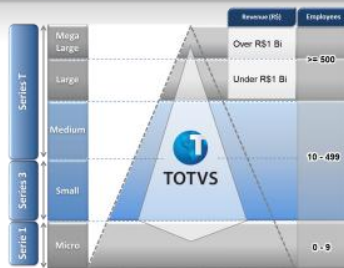 Revenue (R$)
Employees
Series T
Mega
Large
Over R$1 Bi
>= 500
Large
Under R$1 Bi
Medium
T
TOTVS
10 - 499
Series 3
Small
Serie 1
Micro
0 - 9